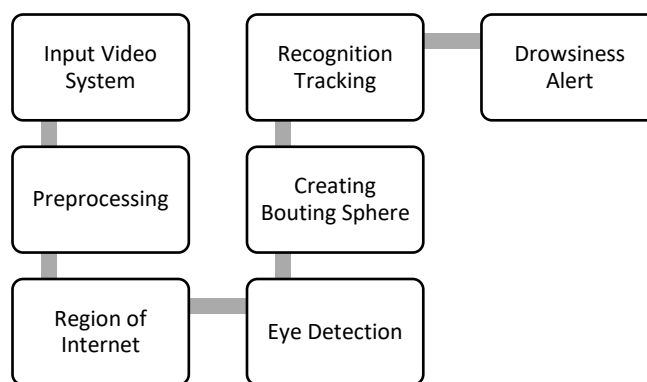 Input Video
System
Preprocessing
Region of
Internet
Eye Detection
Creating
Bouting Sphere
Recognition
Tracking
Drowsiness
Alert